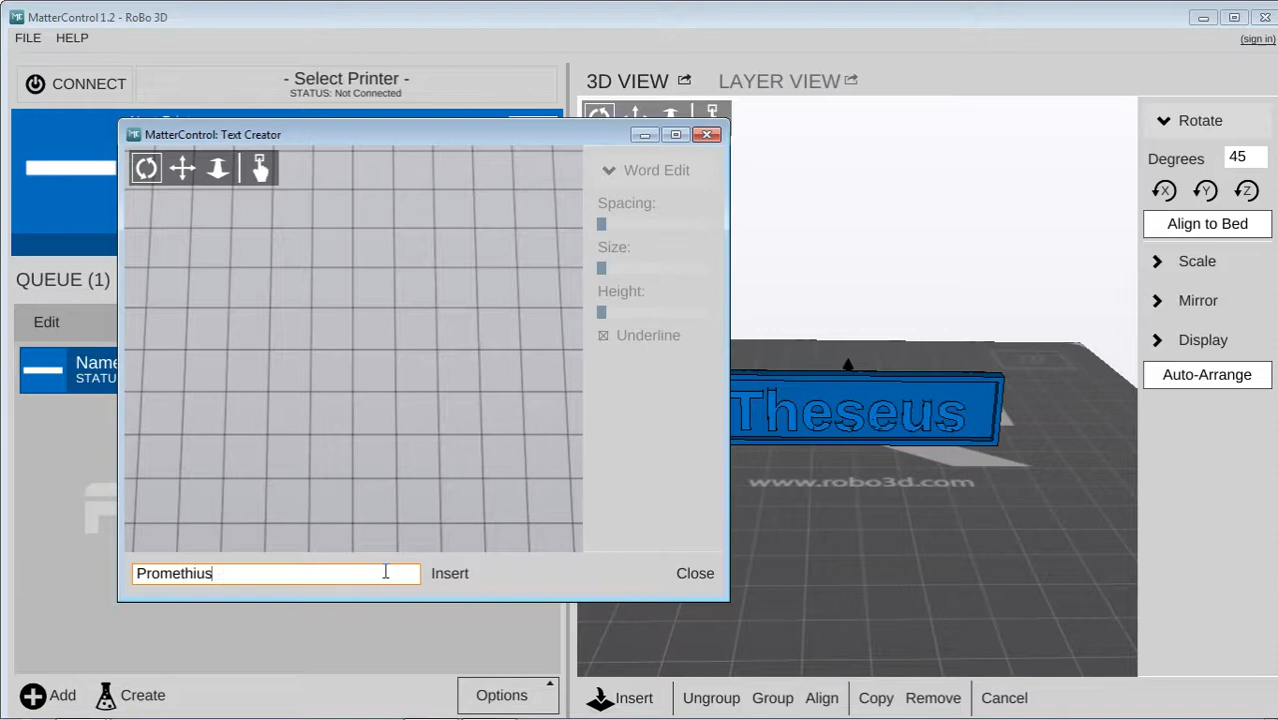 MatterControl 1.2 - RoBo 3D
FILE HELP
(sign in)
CONNECT
- Select Printer -
STATUS: Not Connected
3D VIEW
LAYER VIEW
MatterControl: Text Creator
Word Edit
Spacing:
Size:
Height:
Underline
Promethius
Insert
Close
QUEUE (1)
Edit
Name
STATUS
Add
Create
Options
Theseus
www.robo3d.com
Rotate
Degrees 45
X Y Z
Align to Bed
Scale
Mirror
Display
Auto-Arrange
Insert Ungroup Group Align Copy Remove Cancel